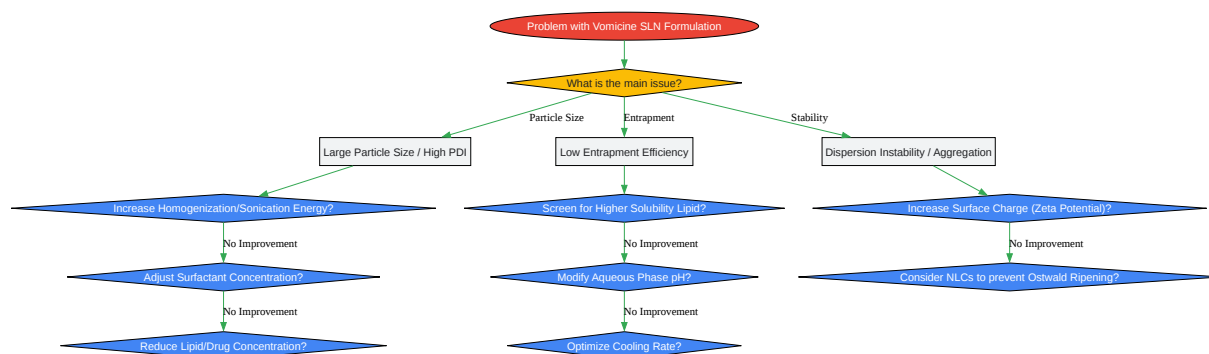 Problem with Vomicine SLN Formulation
What is the main issue?
Particle Size
Entrapment
Stability
Large Particle Size / High PDI
Low Entrapment Efficiency
Dispersion Instability / Aggregation
Increase Homogenization/Sonication Energy?
Screen for Higher Solubility Lipid?
Increase Surface Charge (Zeta Potential)?
No Improvement
No Improvement
No Improvement
Adjust Surfactant Concentration?
Modify Aqueous Phase pH?
Consider NLCs to prevent Ostwald Ripening?
No Improvement
No Improvement
Reduce Lipid/Drug Concentration?
Optimize Cooling Rate?